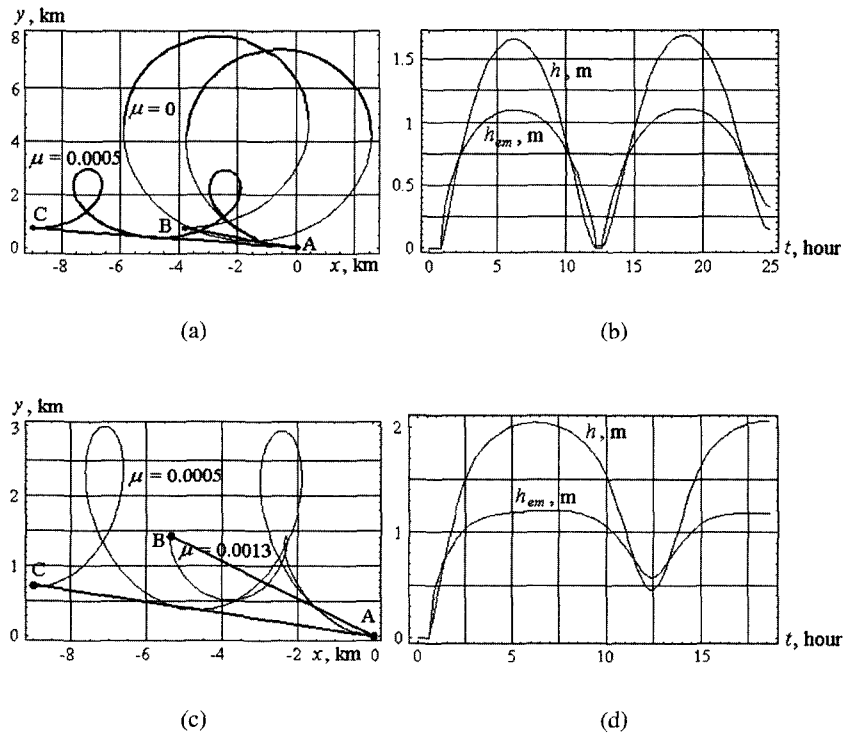 y, km
8
6
4
2
0
μ = 0
μ = 0.0005
C
B
A
-8 -6 -4 -2 0
x, km
(a)
1.5
1
0.5
0
h, m
h_em, m
0 5 10 15 20 25
t, hour
(b)
y, km
3
2
1
0
μ = 0.0005
B
μ = 0.0013
C
A
-8 -6 -4 -2 0
x, km
(c)
2
1
0
h, m
h_em, m
0 5 10 15
t, hour
(d)